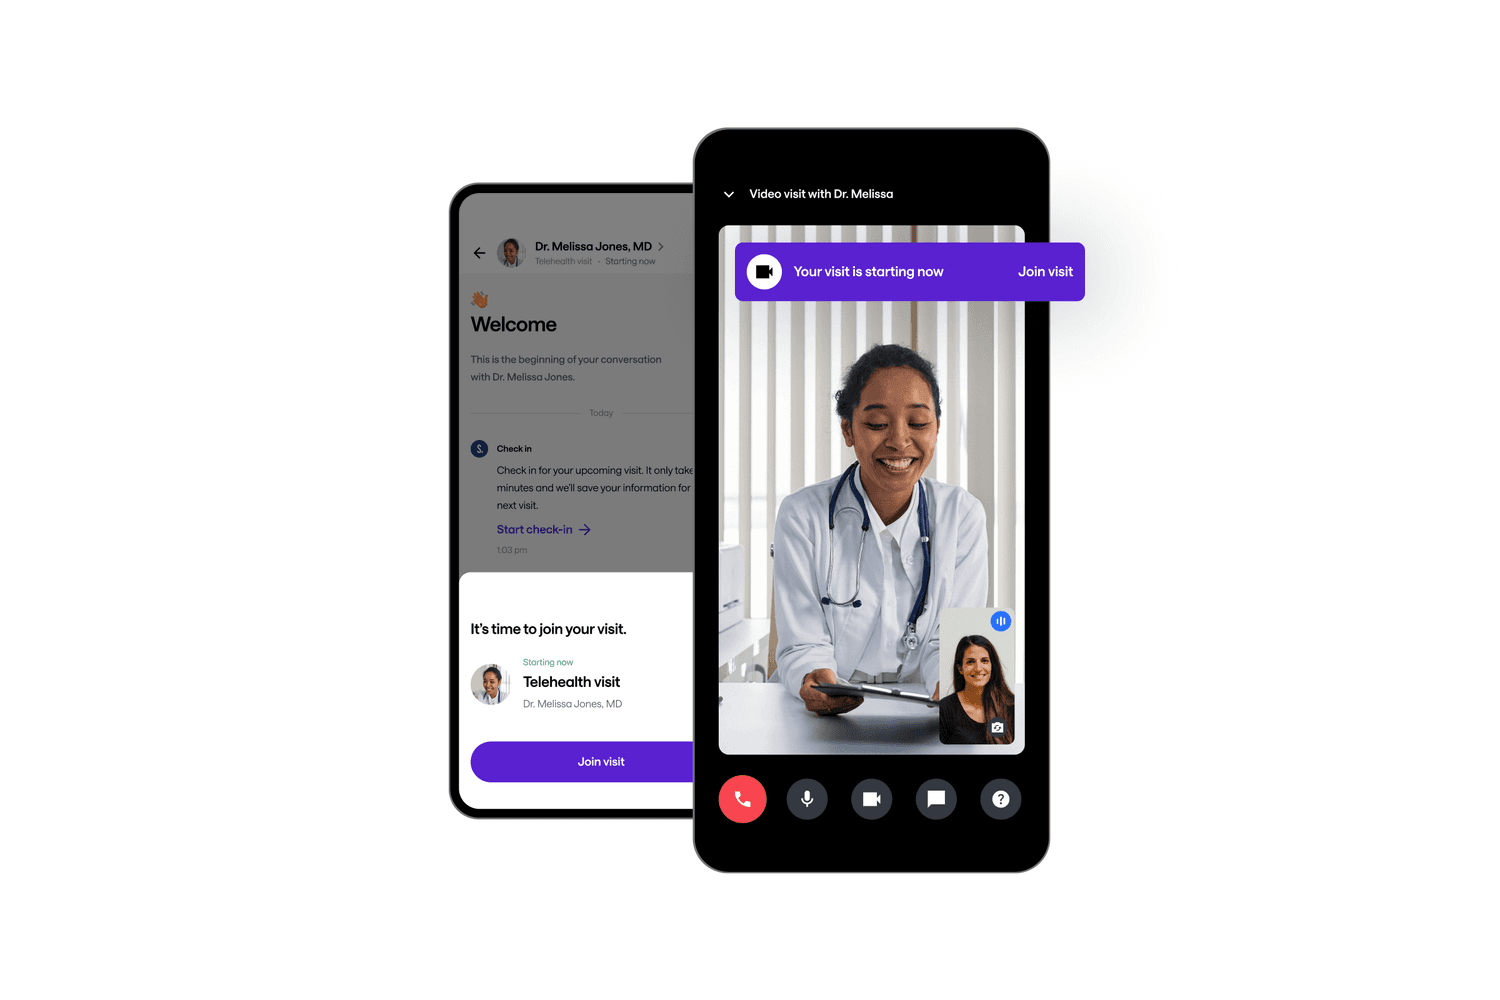 Dr. Melissa Jones, MD
Telehealth visit • Starting now
Welcome
This is the beginning of your conversation
with Dr. Melissa Jones.
Today
S.
Check in
Check in for your upcoming visit. It only take
minutes and we'll save your information for
next visit.
Start check-in
1:03 pm
It's time to join your visit.
Starting now
Telehealth visit
Dr. Melissa Jones, MD
Join visit
Video visit with Dr. Melissa
Your visit is starting now
Join visit
?